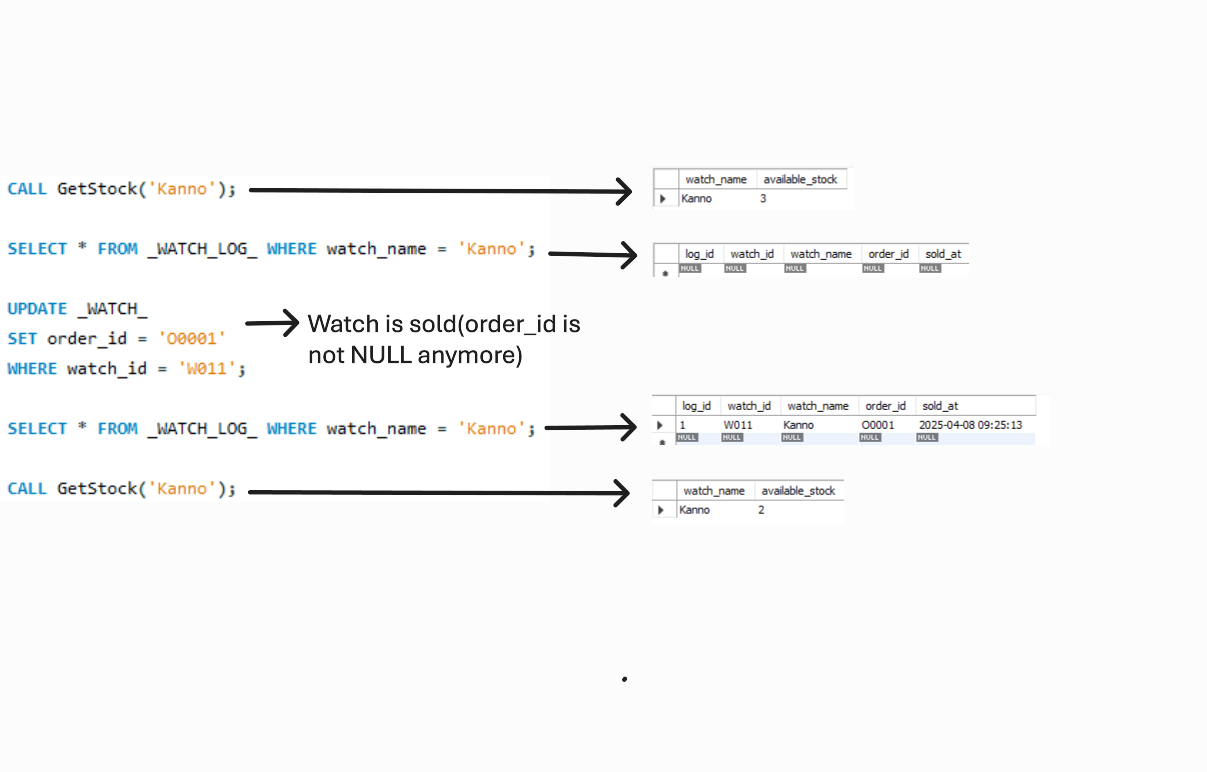 CALL GetStock('Kanno');
watch_name available_stock
Kanno 3
SELECT * FROM _WATCH_LOG_ WHERE watch_name = 'Kanno';
log_id watch_id watch_name order_id sold_at
NULL NULL NULL NULL NULL
UPDATE _WATCH_
SET order_id = 'O0001'
WHERE watch_id = 'W011';
Watch is sold(order_id is
not NULL anymore)
SELECT * FROM _WATCH_LOG_ WHERE watch_name = 'Kanno';
log_id watch_id watch_name order_id sold_at
1 W011 Kanno O0001 2025-04-08 09:25:13
NULL NULL NULL NULL NULL
CALL GetStock('Kanno');
watch_name available_stock
Kanno 2